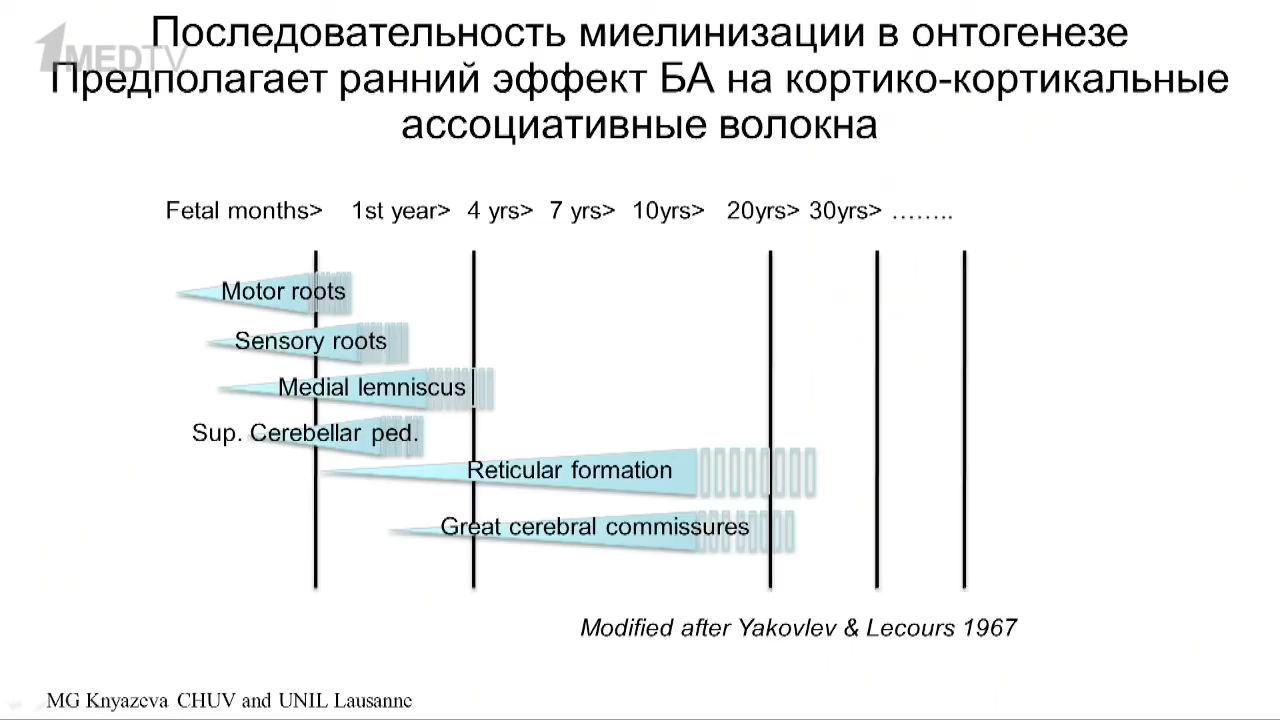 Последовательность миелинизации в онтогенезе
1MEDTV
Предполагает ранний эффект БА на кортико-кортикальные
ассоциативные волокна
Fetal months> 1st year> 4 yrs> 7 yrs> 10yrs> 20yrs> 30yrs> ........
Motor roots
Sensory roots
Medial lemniscus
Sup. Cerebellar ped.
Reticular formation
Great cerebral commissures
Modified after Yakovlev & Lecours 1967
MG Knyazeva CHUV and UNIL Lausanne